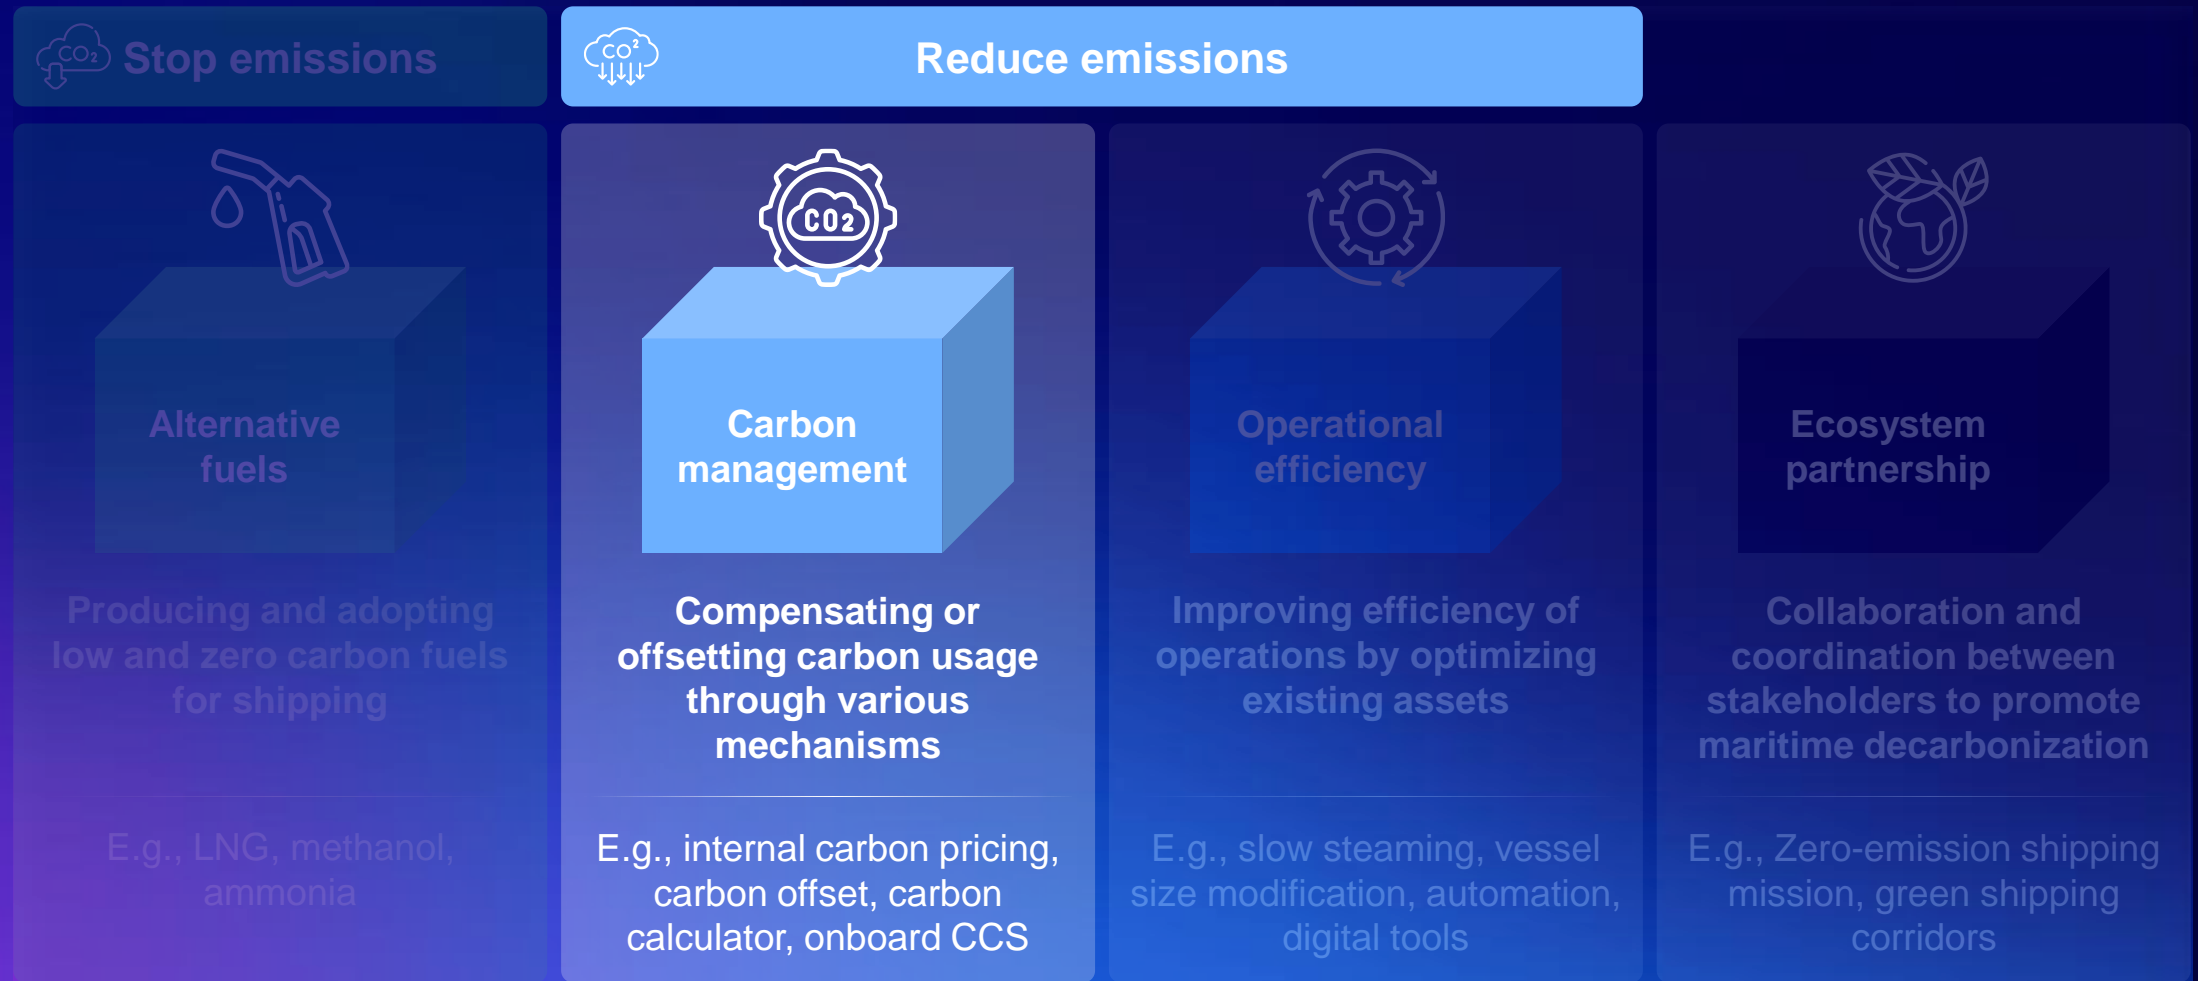 CO2
Stop emissions
CO2
Reduce emissions
CO2
Alternative
fuels
Producing and adopting
low and zero carbon fuels
for shipping
E.g., LNG, methanol,
ammonia
Carbon
management
Compensating or
offsetting carbon usage
through various
mechanisms
E.g., internal carbon pricing,
carbon offset, carbon
calculator, onboard CCS
Operational
efficiency
Improving efficiency of
operations by optimizing
existing assets
E.g., slow steaming, vessel
size modification, automation,
digital tools
Ecosystem
partnership
Collaboration and
coordination between
stakeholders to promote
maritime decarbonization
E.g., Zero-emission shipping
mission, green shipping
corridors